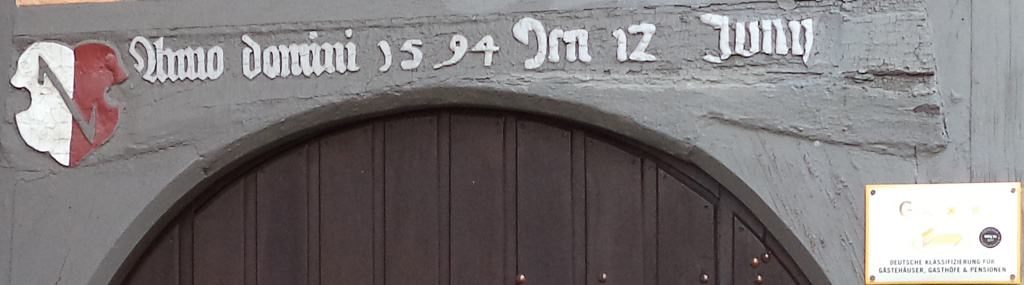 Anno domini 1594 Den 12 Juny
DEUTSCHE KLASSIFIZIERUNG FÜR
GÄSTEHÄUSER, GASTHÖFE & PENSIONEN